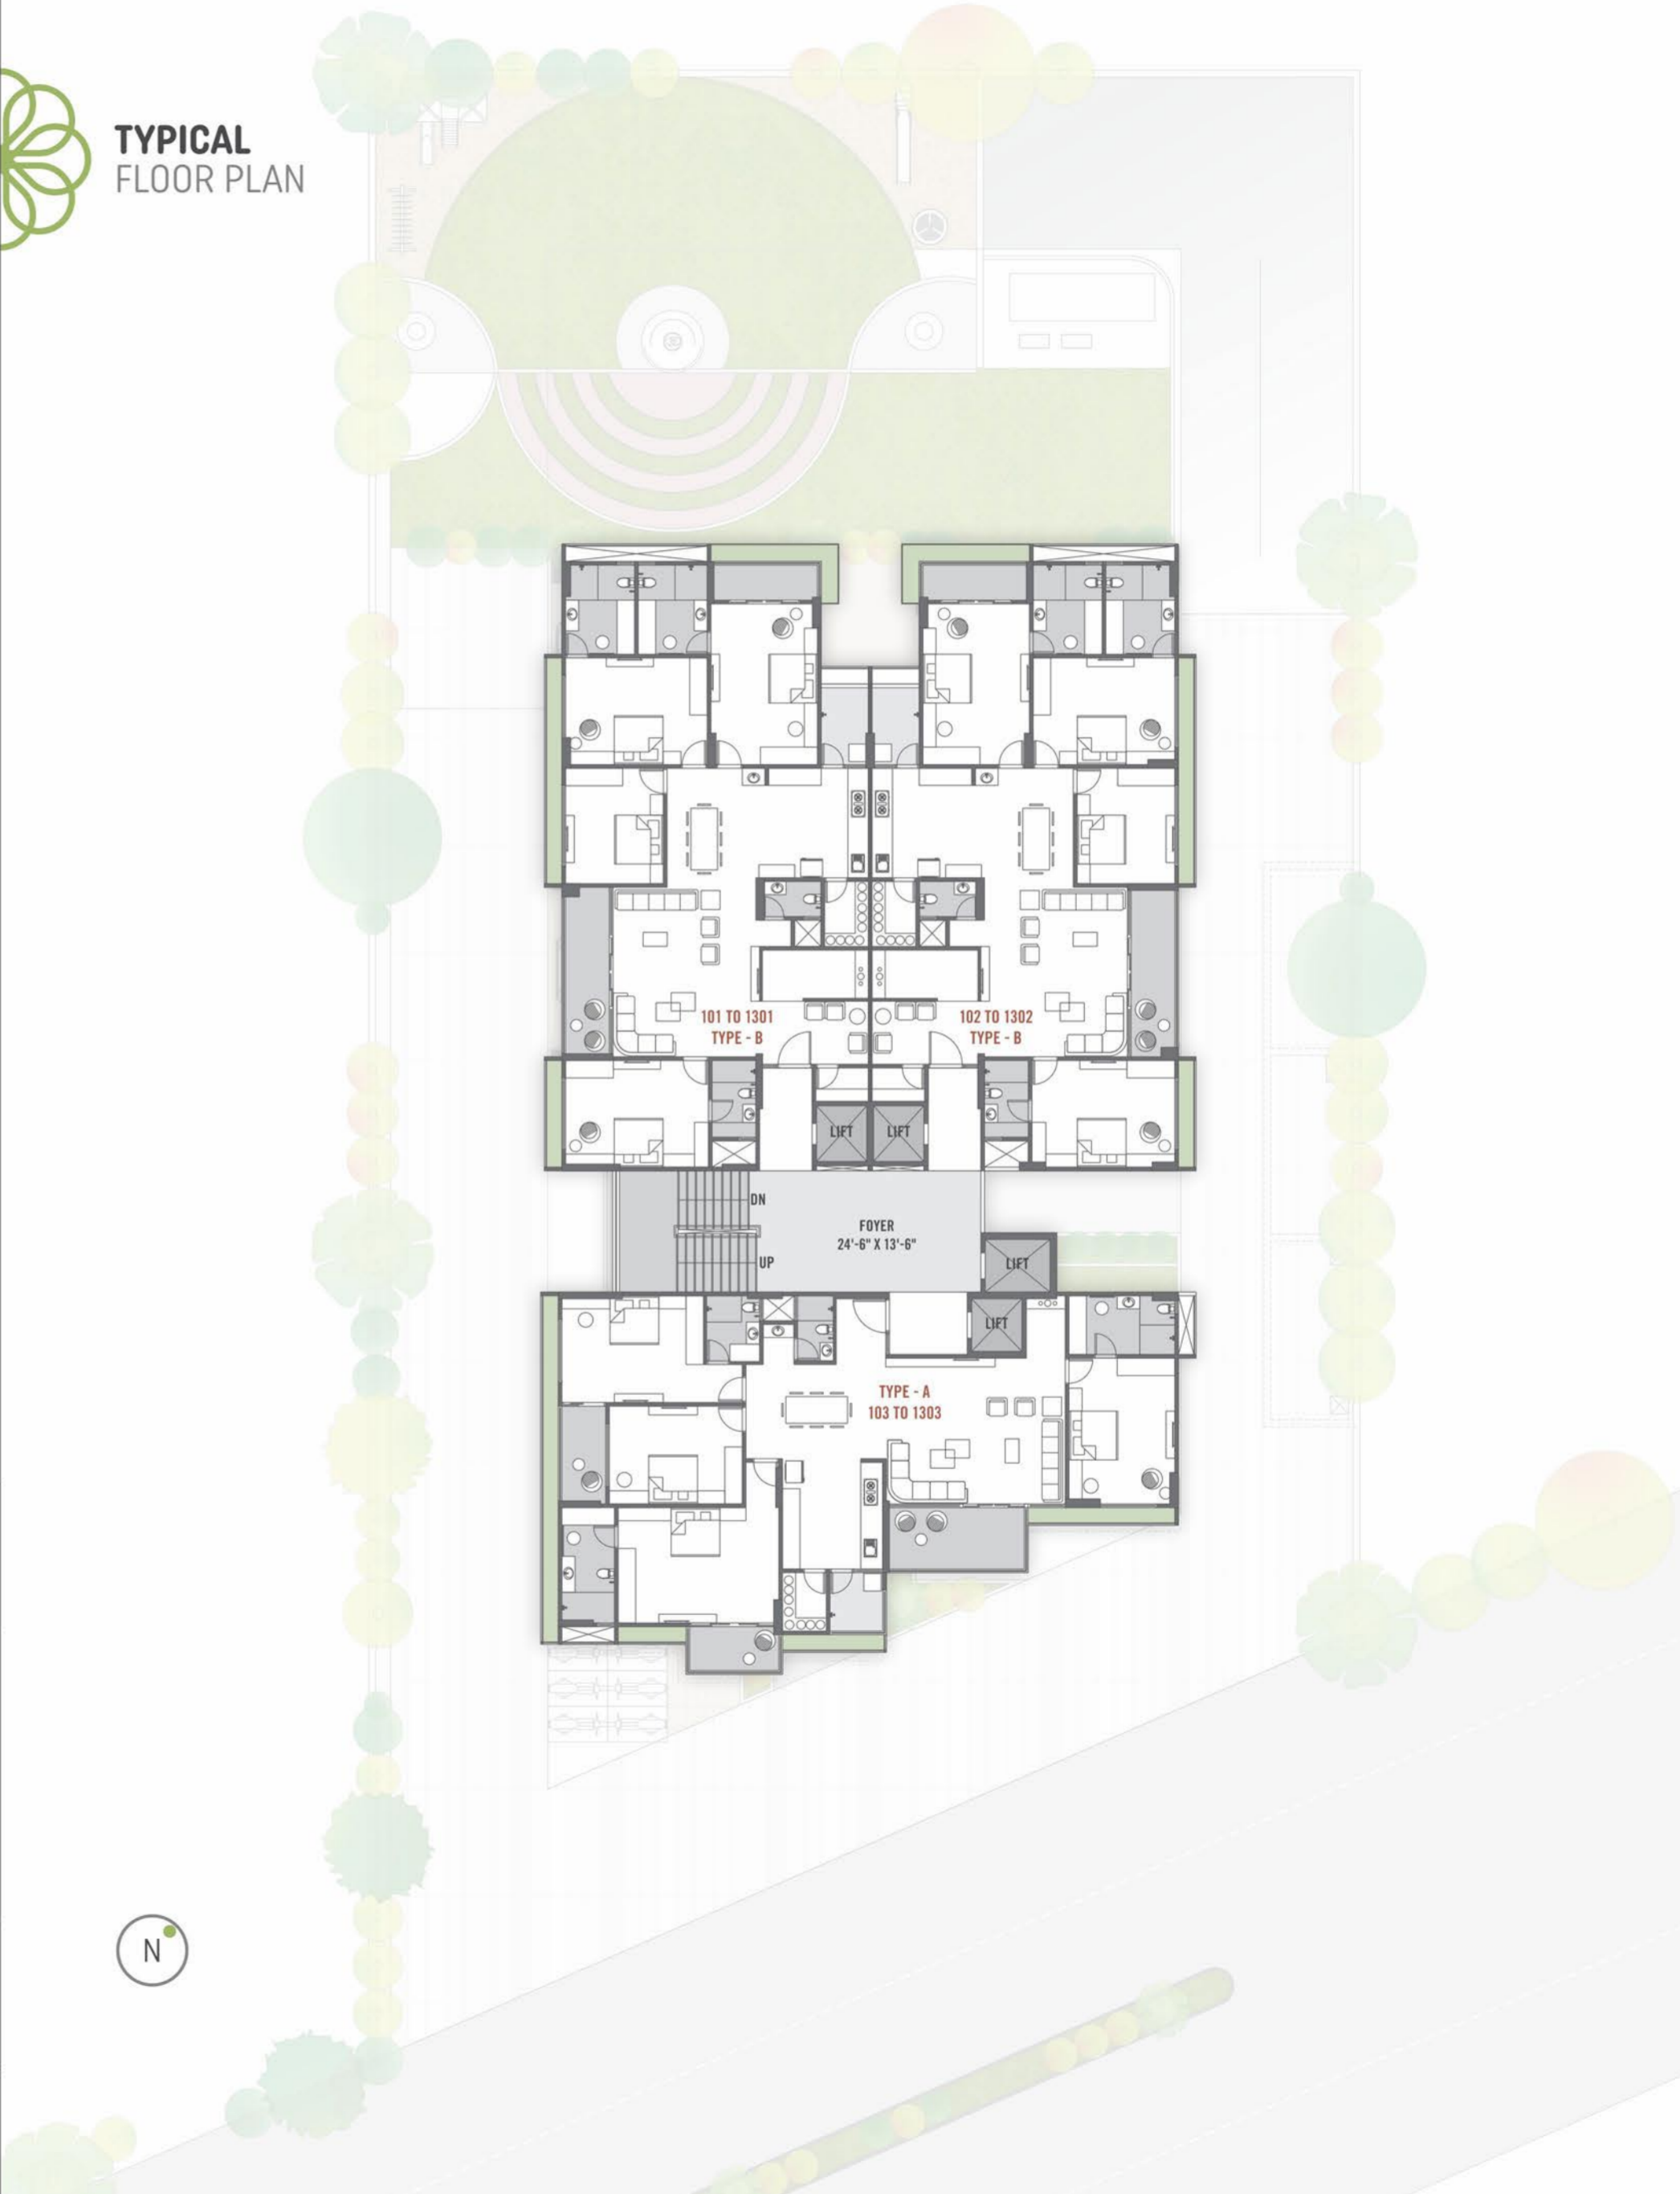 TYPICAL
FLOOR PLAN
101 TO 1301
TYPE - B
102 TO 1302
TYPE - B
LIFT
LIFT
DN
FOYER
24'-6" X 13'-6"
UP
LIFT
LIFT
TYPE - A
103 TO 1303
N